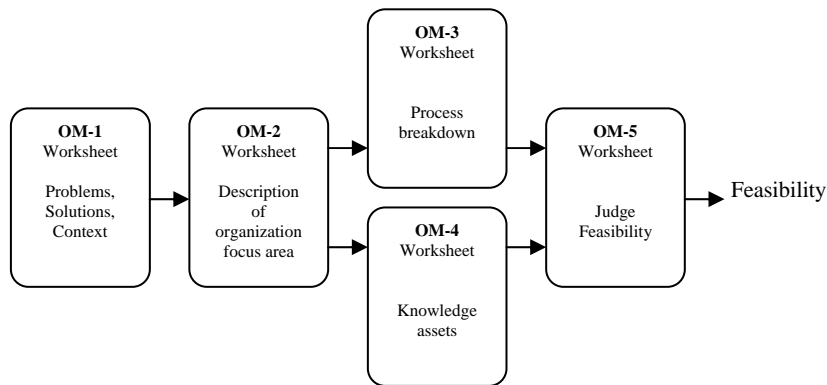 OM-1
Worksheet
Problems,
Solutions,
Context
OM-2
Worksheet
Description
of
organization
focus area
OM-3
Worksheet
Process
breakdown
OM-4
Worksheet
Knowledge
assets
OM-5
Worksheet
Judge
Feasibility
Feasibility